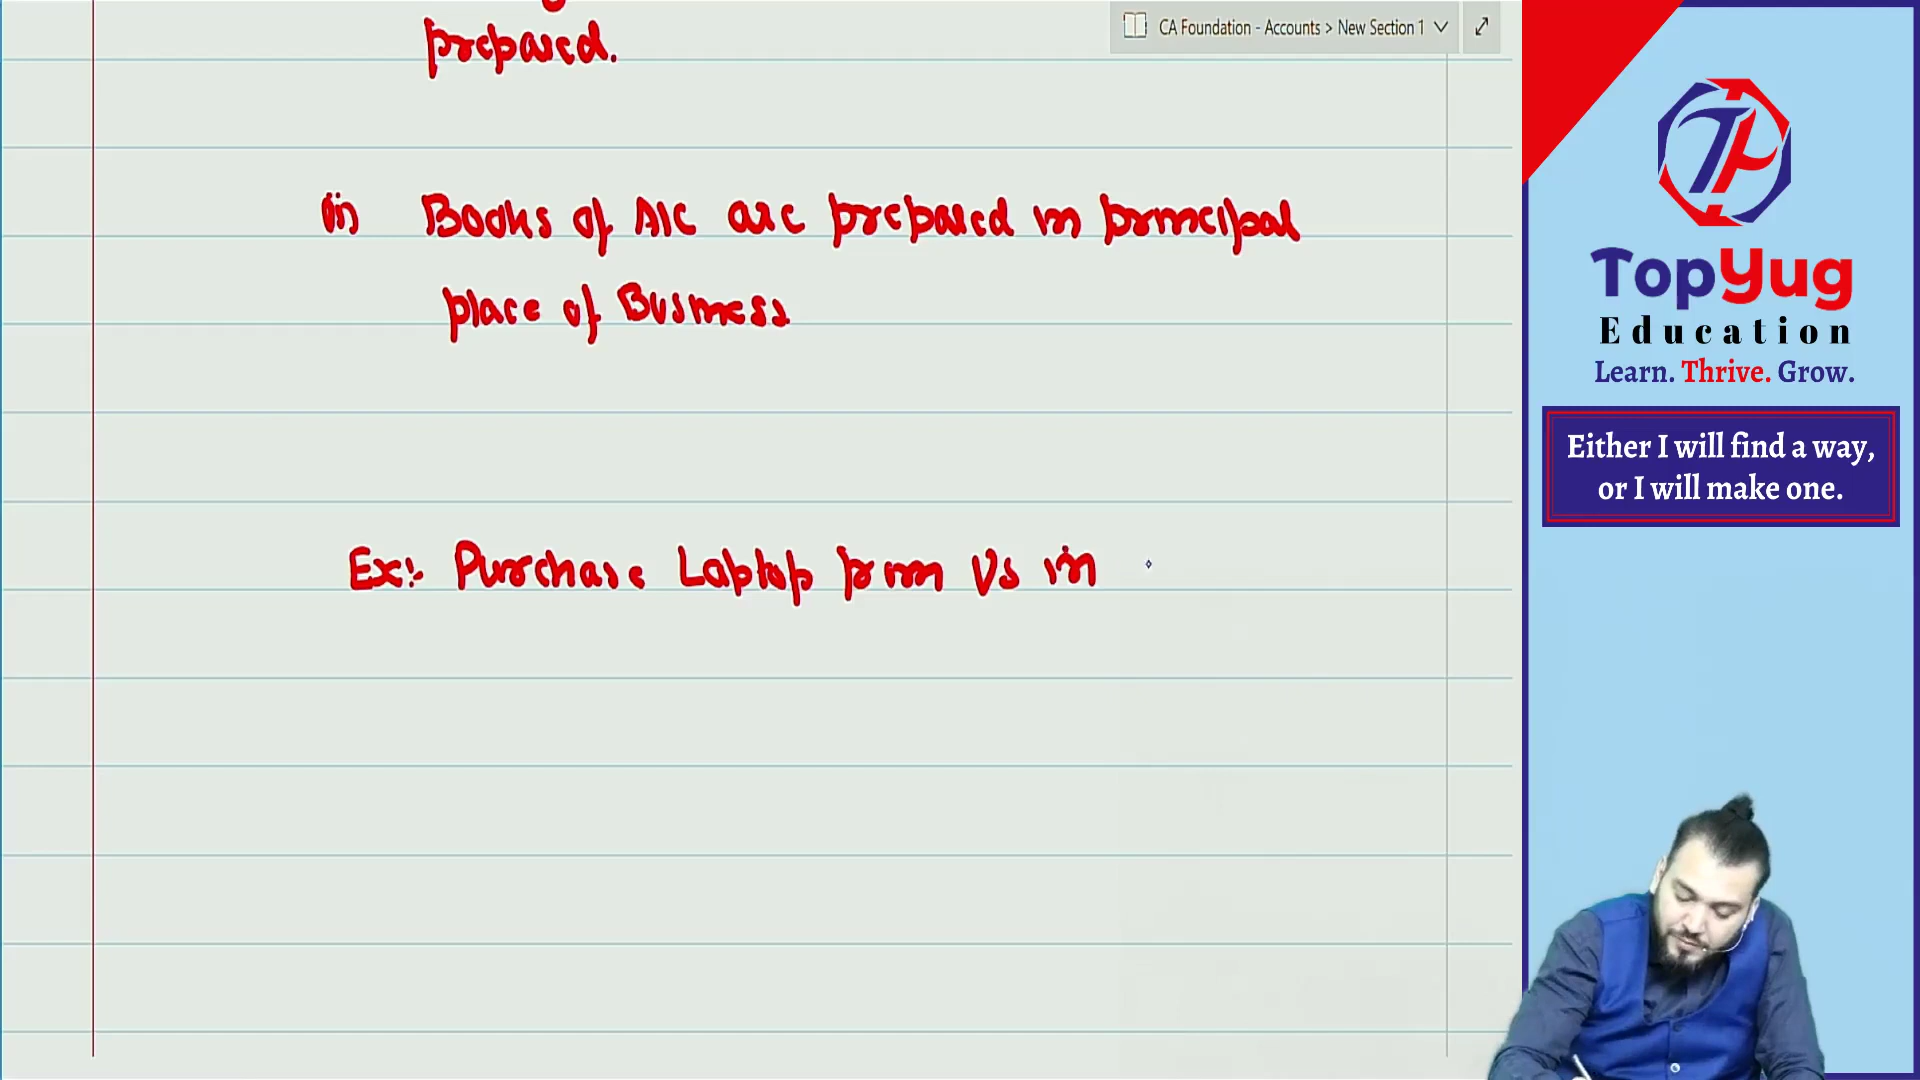 prepared.
CA Foundation - Accounts > New Section 1
(ii) Books of A/C are prepared in principal
place of Business
Ex:- Purchase Laptop from US in
TopYug
Education
Learn. Thrive. Grow.
Either I will find a way,
or I will make one.